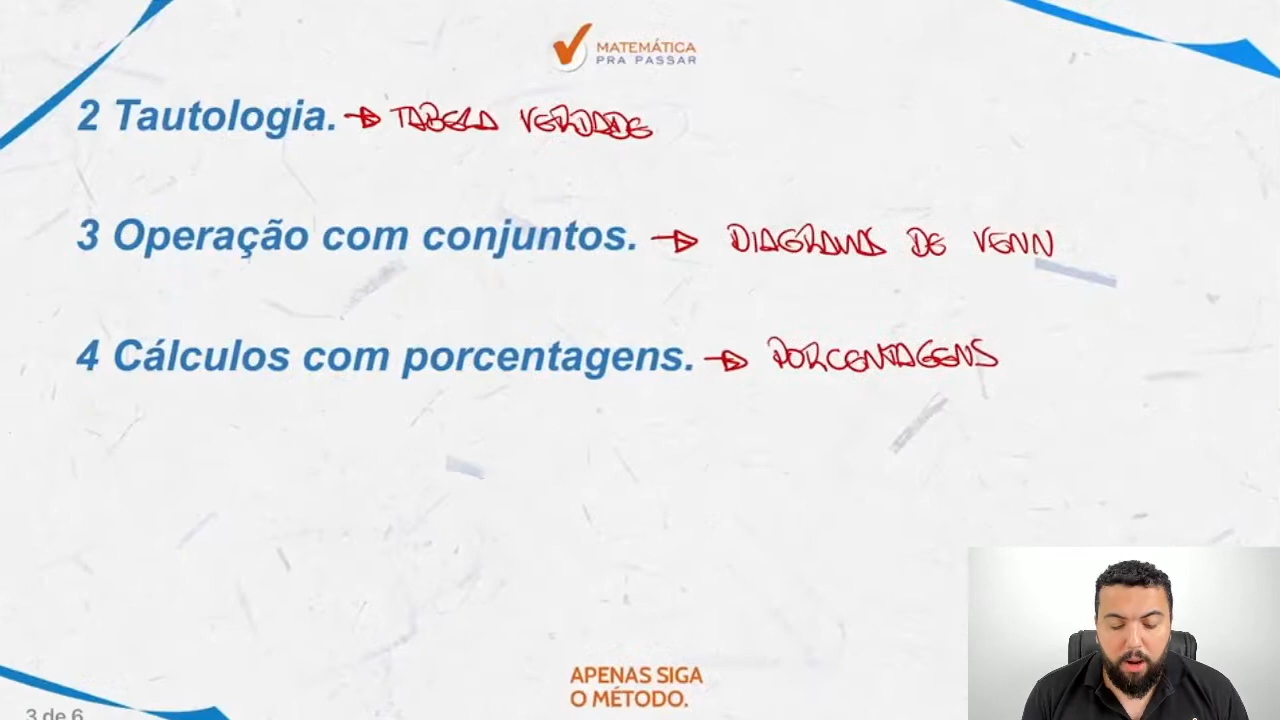 MATEMÁTICA
PRA PASSAR
2 Tautologia. → TABELA VERDADE
3 Operação com conjuntos. → DIAGRAMA DE VENN
4 Cálculos com porcentagens. → PORCENTAGENS
APENAS SIGA
O MÉTODO.
3 de 6